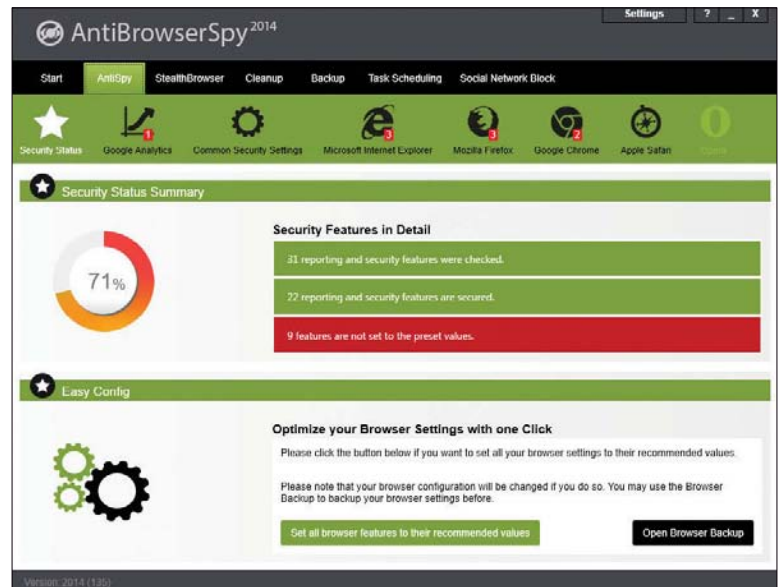 AntiBrowserSpy 2014
Settings ? _ X
Start AntiSpy StealthBrowser Cleanup Backup Task Scheduling Social Network Block
1 3 3 2
Security Status Google Analytics Common Security Settings Microsoft Internet Explorer Mozilla Firefox Google Chrome Apple Safari Opera
Security Status Summary
71%
Security Features in Detail
31 reporting and security features were checked.
22 reporting and security features are secured.
9 features are not set to the preset values.
Easy Config
Optimize your Browser Settings with one Click
Please click the button below if you want to set all your browser settings to their recommended values.
Please note that your browser configuration will be changed if you do so. You may use the Browser
Backup to backup your browser settings before.
Set all browser features to their recommended values
Open Browser Backup
Version: 2014 (135)